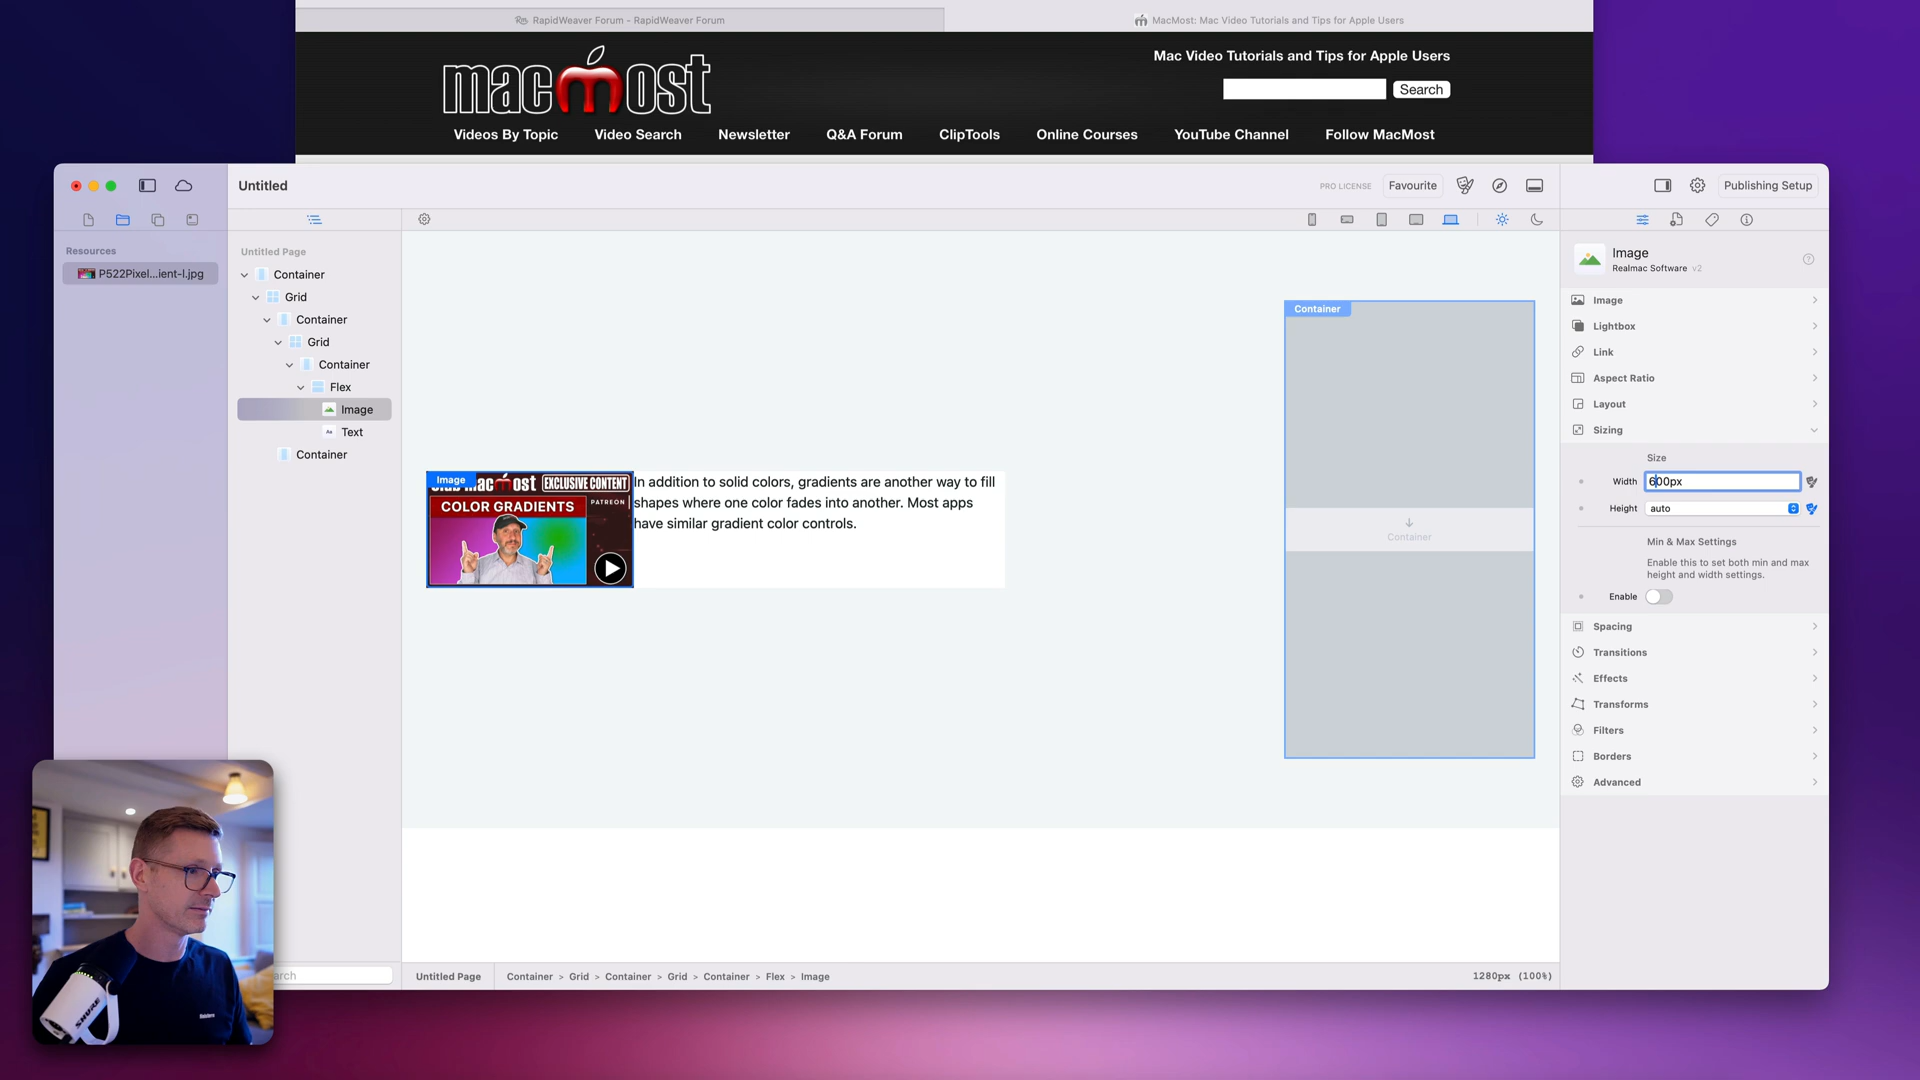 RapidWeaver Forum - RapidWeaver Forum
MacMost: Mac Video Tutorials and Tips for Apple Users
macmost
Mac Video Tutorials and Tips for Apple Users
Search
Videos By Topic
Video Search
Newsletter
Q&A Forum
ClipTools
Online Courses
YouTube Channel
Follow MacMost
Untitled
PRO LICENSE
Favourite
Publishing Setup
Resources
P522Pixel...ient-l.jpg
Untitled Page
Container
Grid
Container
Grid
Container
Flex
Image
Aa Text
Container
Container
Container
Image
macmost EXCLUSIVE CONTENT
COLOR GRADIENTS
PATREON
In addition to solid colors, gradients are another way to fill
shapes where one color fades into another. Most apps
have similar gradient color controls.
Image
Realmac Software v2
Image
Lightbox
Link
Aspect Ratio
Layout
Sizing
Size
Width 600px
Height auto
Min & Max Settings
Enable this to set both min and max
height and width settings.
Enable
Spacing
Transitions
Effects
Transforms
Filters
Borders
Advanced
SHURE
arch
Untitled Page
Container > Grid > Container > Grid > Container > Flex > Image
1280px (100%)